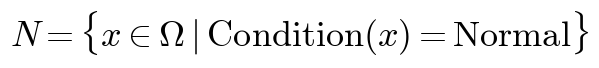 N = {x ∈ Ω | Condition(x) = Normal}